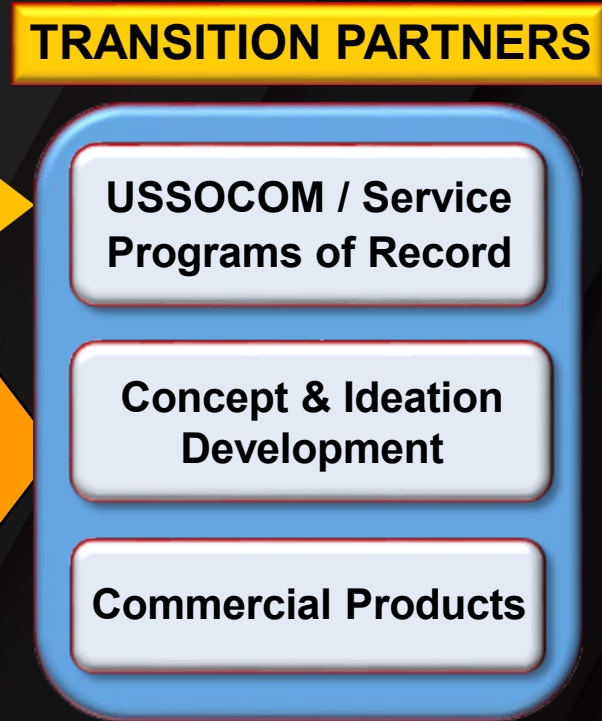 TRANSITION PARTNERS
USSOCOM / Service
Programs of Record
Concept & Ideation
Development
Commercial Products